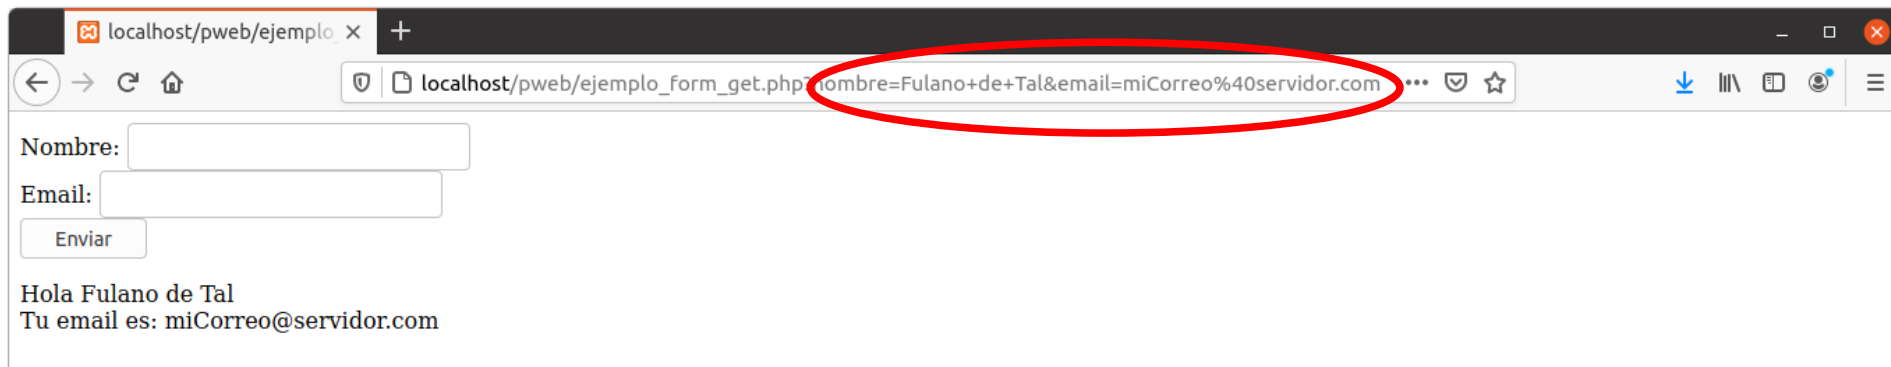 localhost/pweb/ejemplo_
localhost/pweb/ejemplo_form_get.php?nombre=Fulano+de+Tal&email=miCorreo%40servidor.com
Nombre:
Email:
Enviar
Hola Fulano de Tal
Tu email es: miCorreo@servidor.com